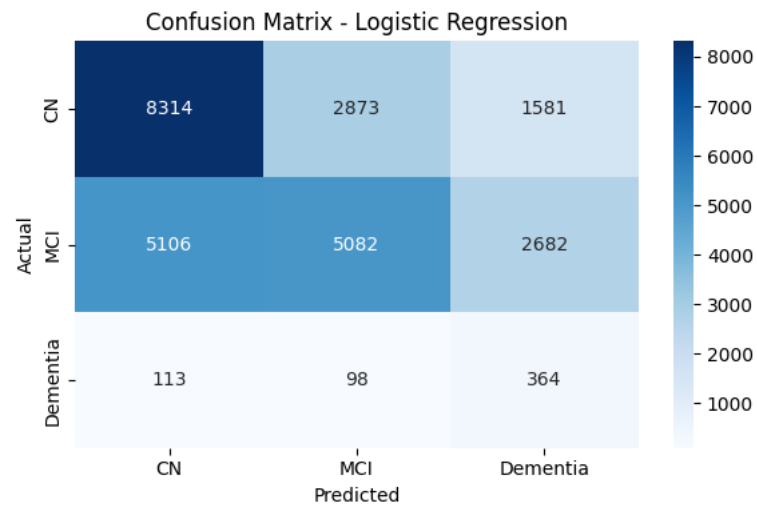 Confusion Matrix - Logistic Regression
CN 8314 2873 1581
MCI 5106 5082 2682
Dementia 113 98 364
CN MCI Dementia
Predicted
Actual
8000
7000
6000
5000
4000
3000
2000
1000